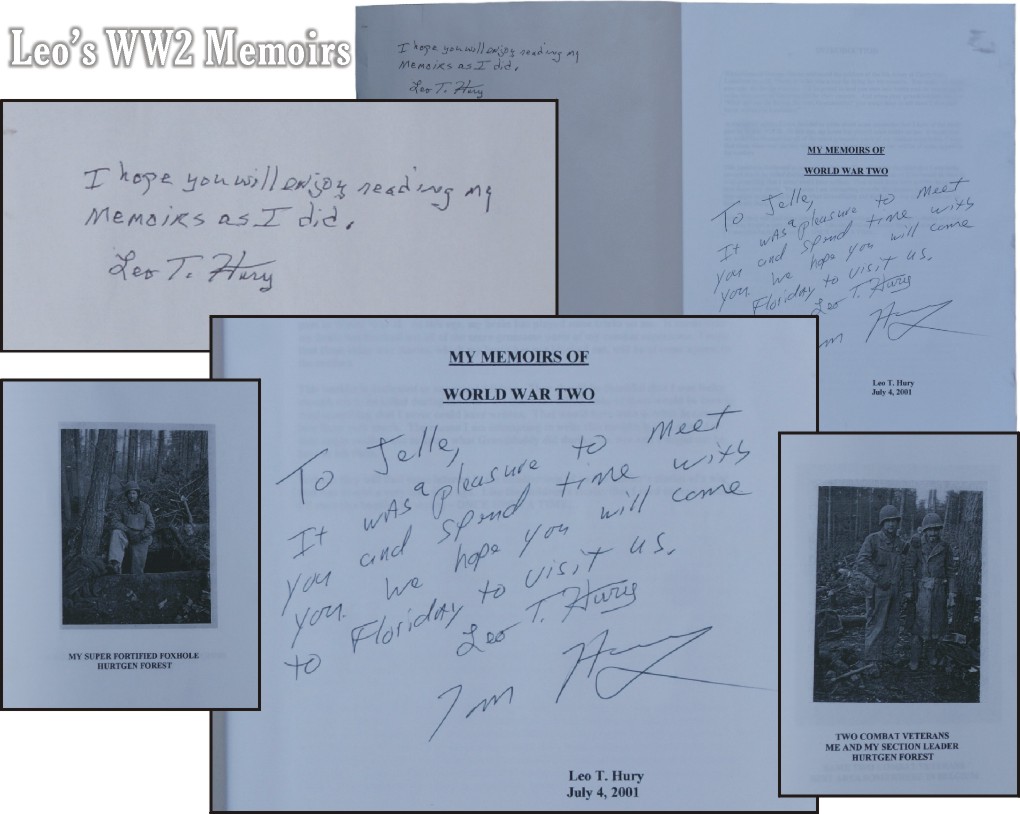 Leo's WW2 Memoirs
I hope you will enjoy reading my
Memoirs as I did.
Leo T. Hury
MY MEMOIRS OF
WORLD WAR TWO
To Jelle,
It was a pleasure to Meet
you and spend time with
you. We hope you will come
Floriday to visit us.
Leo T. Hury
Leo T. Hury
July 4, 2001
I hope you will enjoy reading my
Memoirs as I did.
Leo T. Hury
MY MEMOIRS OF
WORLD WAR TWO
To Jelle,
It was a pleasure to Meet
you and spend time with
you. We hope you will come
to Floriday to visit us.
Leo T. Hury
Leo T. Hury
July 4, 2001
MY SUPER FORTIFIED FOXHOLE
HURTGEN FOREST
TWO COMBAT VETERANS
ME AND MY SECTION LEADER
HURTGEN FOREST